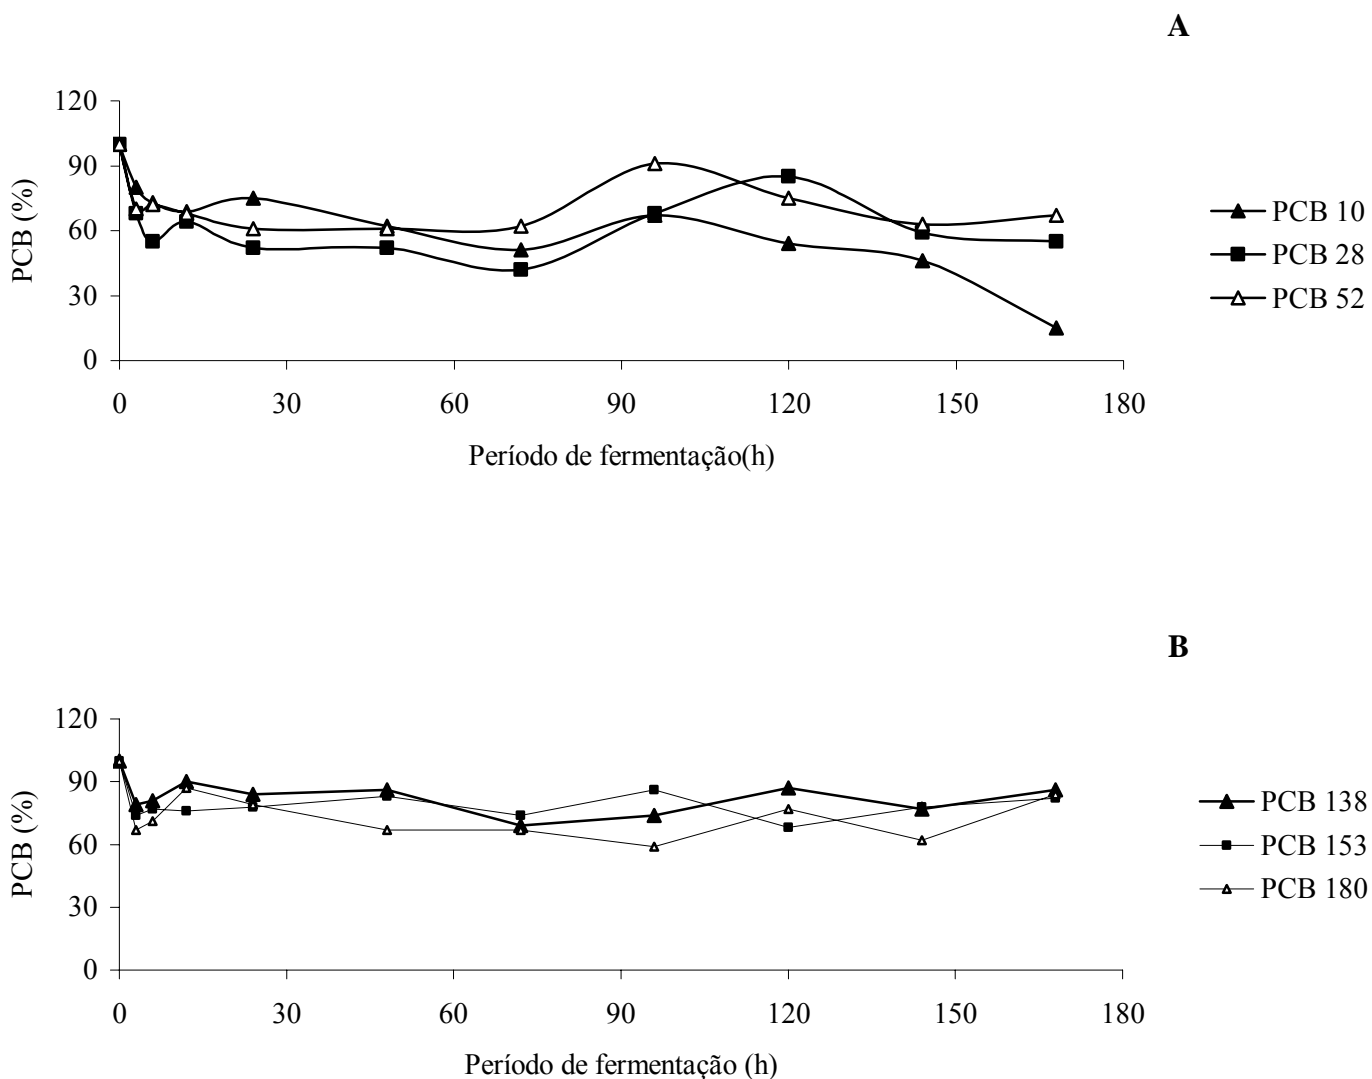 A
120
90
60
30
0
PCB (%)
0 30 60 90 120 150 180
Período de fermentação(h)
PCB 10
PCB 28
PCB 52
B
120
90
60
30
0
PCB (%)
0 30 60 90 120 150 180
Período de fermentação (h)
PCB 138
PCB 153
PCB 180